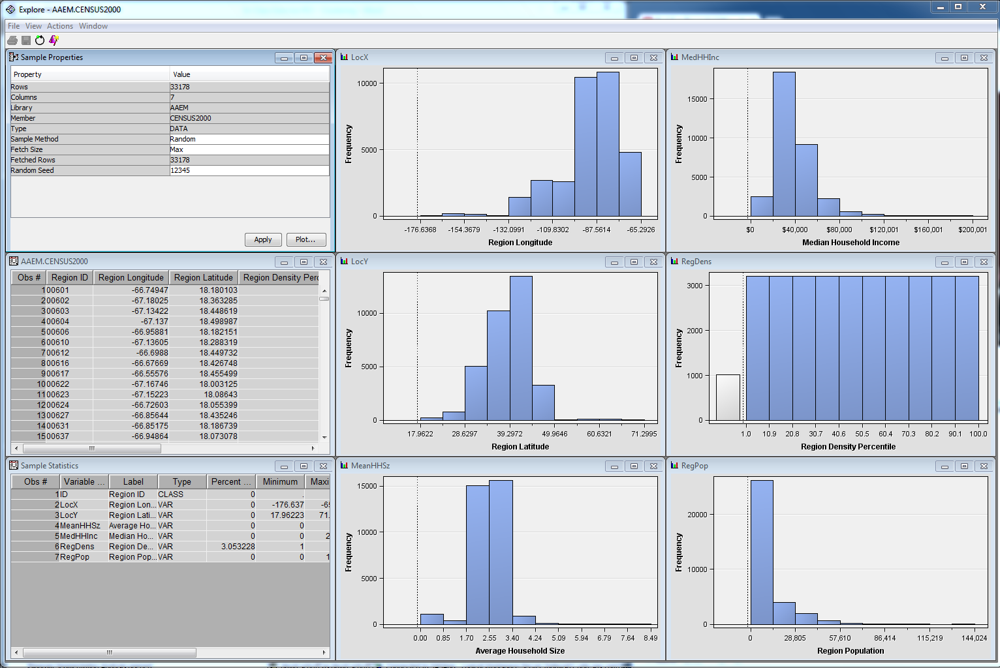 Explore - AAEM.CENSUS2000
File View Actions Window
Sample Properties
Property Value
Rows 33178
Columns 7
Library AAEM
Member CENSUS2000
Type DATA
Sample Method Random
Fetch Size Max
Fetched Rows 33178
Random Seed 12345
Apply Plot...
LocX
10000
5000
0
Frequency
-176.6368 -154.3679 -132.0991 -109.8302 -87.5614 -65.2926
Region Longitude
MedHHInc
15000
10000
5000
0
Frequency
$0 $40,000 $80,000 $120,001 $160,001 $200,001
Median Household Income
AAEM.CENSUS2000
Obs # Region ID Region Longitude Region Latitude Region Density Perc
1 00601 -66.74947 18.180103
2 00602 -67.18025 18.363285
3 00603 -67.13422 18.448619
4 00604 -67.137 18.498987
5 00606 -66.95881 18.182151
6 00610 -67.13605 18.288319
7 00612 -66.6988 18.449732
8 00616 -66.67669 18.426748
9 00617 -66.55576 18.455499
10 00622 -67.16746 18.003125
11 00623 -67.15223 18.08643
12 00624 -66.72603 18.055399
13 00627 -66.85644 18.435246
14 00631 -66.85175 18.186739
15 00637 -66.94864 18.073078
LocY
10000
5000
0
Frequency
17.9622 28.6297 39.2972 49.9646 60.6321 71.2995
Region Latitude
RegDens
3000
2000
1000
0
Frequency
1.0 10.9 20.8 30.7 40.6 50.5 60.4 70.3 80.2 90.1 100.0
Region Density Percentile
Sample Statistics
Obs # Variable ... Label Type Percent ... Minimum Maxi
1 ID Region ID CLASS 0 .
2 LocX Region Lon... VAR 0 -176.637 -65
3 LocY Region Lati... VAR 0 17.96223 71.
4 MeanHHSz Average Ho... VAR 0 0
5 MedHHInc Median Ho... VAR 0 0 2
6 RegDens Region De... VAR 3.053228 1
7 RegPop Region Pop... VAR 0 0 1
MeanHHSz
15000
10000
5000
0
Frequency
0.00 0.85 1.70 2.55 3.40 4.24 5.09 5.94 6.79 7.64 8.49
Average Household Size
RegPop
20000
10000
0
Frequency
0 28,805 57,610 86,414 115,219 144,024
Region Population